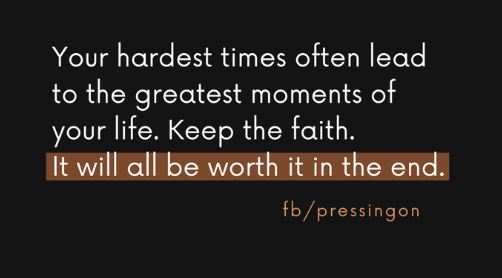 Your hardest times often lead
to the greatest moments of
your life. Keep the faith.
It will all be worth it in the end.
fb/pressingon